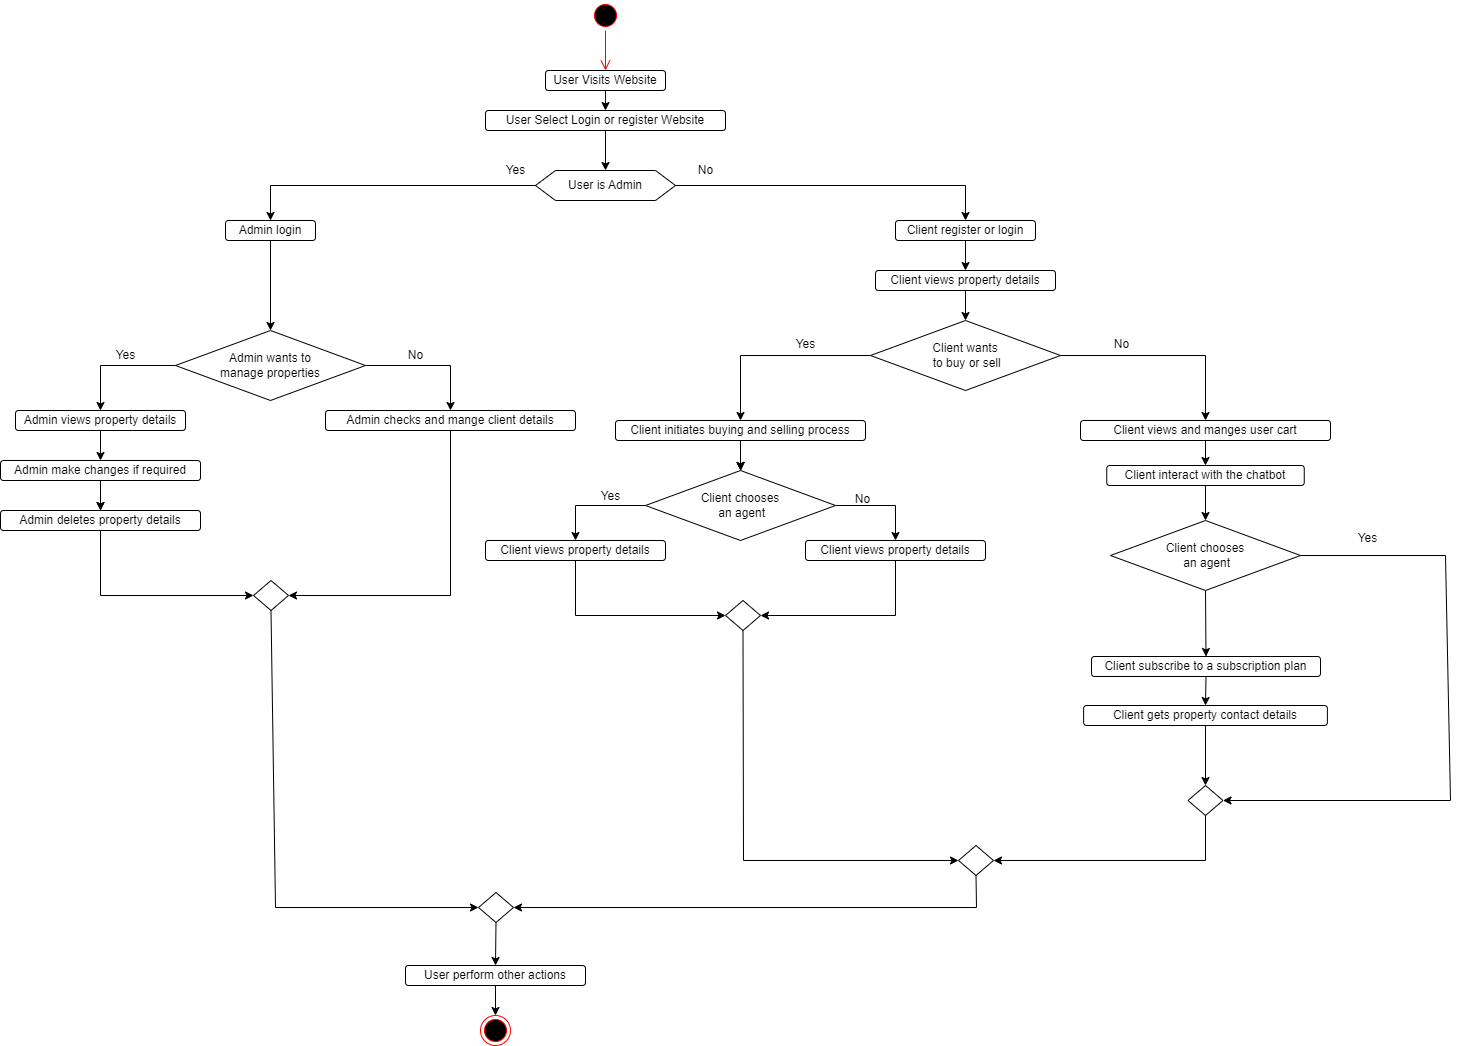 User Visits Website
User Select Login or register Website
Yes
No
User is Admin
Admin login
Client register or login
Client views property details
Admin wants to
manage properties
Yes
No
Client wants
to buy or sell
Yes
No
Admin views property details
Admin checks and mange client details
Client initiates buying and selling process
Client views and manges user cart
Admin make changes if required
Client interact with the chatbot
Client chooses
an agent
Yes
No
Admin deletes property details
Client views property details
Client views property details
Client chooses
an agent
Yes
Client subscribe to a subscription plan
Client gets property contact details
User perform other actions